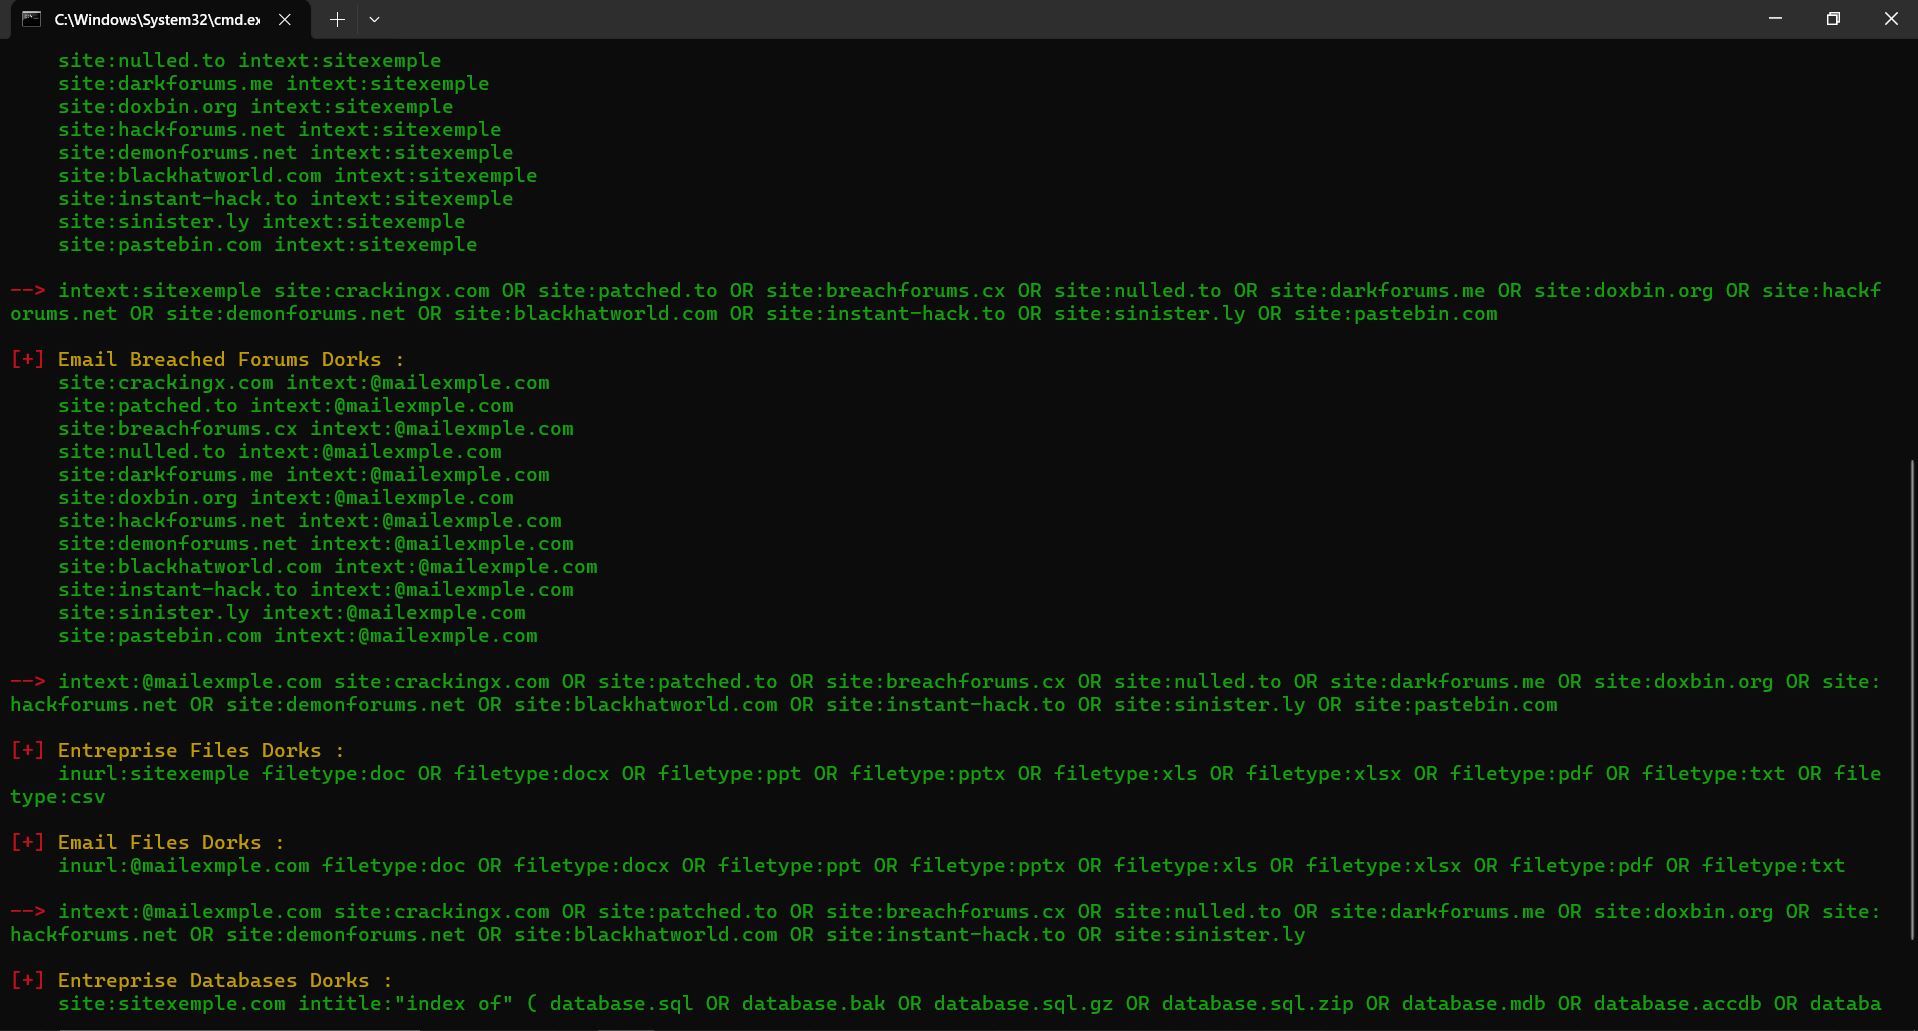 C:\Windows\System32\cmd.ex
site:nulled.to intext:sitexemple
site:darkforums.me intext:sitexemple
site:doxbin.org intext:sitexemple
site:hackforums.net intext:sitexemple
site:demonforums.net intext:sitexemple
site:blackhatworld.com intext:sitexemple
site:instant-hack.to intext:sitexemple
site:sinister.ly intext:sitexemple
site:pastebin.com intext:sitexemple
--> intext:sitexemple site:crackingx.com OR site:patched.to OR site:breachforums.cx OR site:nulled.to OR site:darkforums.me OR site:doxbin.org OR site:hackf
orums.net OR site:demonforums.net OR site:blackhatworld.com OR site:instant-hack.to OR site:sinister.ly OR site:pastebin.com
[+] Email Breached Forums Dorks :
site:crackingx.com intext:@mailexmple.com
site:patched.to intext:@mailexmple.com
site:breachforums.cx intext:@mailexmple.com
site:nulled.to intext:@mailexmple.com
site:darkforums.me intext:@mailexmple.com
site:doxbin.org intext:@mailexmple.com
site:hackforums.net intext:@mailexmple.com
site:demonforums.net intext:@mailexmple.com
site:blackhatworld.com intext:@mailexmple.com
site:instant-hack.to intext:@mailexmple.com
site:sinister.ly intext:@mailexmple.com
site:pastebin.com intext:@mailexmple.com
--> intext:@mailexmple.com site:crackingx.com OR site:patched.to OR site:breachforums.cx OR site:nulled.to OR site:darkforums.me OR site:doxbin.org OR site:
hackforums.net OR site:demonforums.net OR site:blackhatworld.com OR site:instant-hack.to OR site:sinister.ly OR site:pastebin.com
[+] Entreprise Files Dorks :
inurl:sitexemple filetype:doc OR filetype:docx OR filetype:ppt OR filetype:pptx OR filetype:xls OR filetype:xlsx OR filetype:pdf OR filetype:txt OR file
type:csv
[+] Email Files Dorks :
inurl:@mailexmple.com filetype:doc OR filetype:docx OR filetype:ppt OR filetype:pptx OR filetype:xls OR filetype:xlsx OR filetype:pdf OR filetype:txt
--> intext:@mailexmple.com site:crackingx.com OR site:patched.to OR site:breachforums.cx OR site:nulled.to OR site:darkforums.me OR site:doxbin.org OR site:
hackforums.net OR site:demonforums.net OR site:blackhatworld.com OR site:instant-hack.to OR site:sinister.ly
[+] Entreprise Databases Dorks :
site:sitexemple.com intitle:"index of" ( database.sql OR database.bak OR database.sql.gz OR database.sql.zip OR database.mdb OR database.accdb OR databa